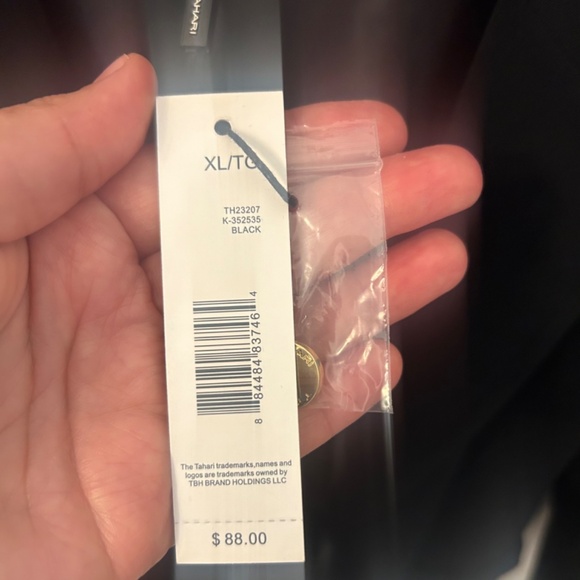 TAHARI
XL/TG
TH23207
K-352535
BLACK
8 84484 83746 4
The Tahari trademarks,names and
logos are trademarks owned by
TBH BRAND HOLDINGS LLC
$ 88.00